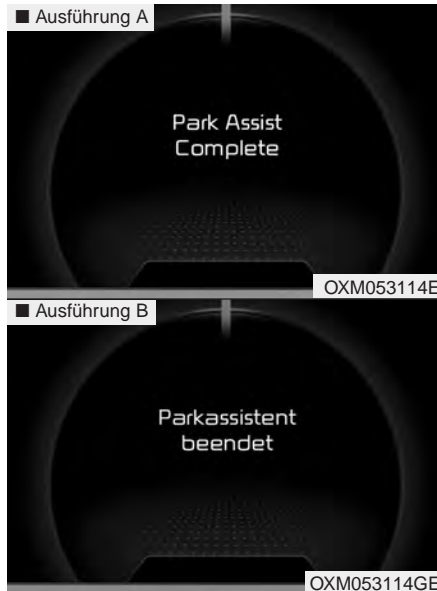 ■ Ausführung A
Park Assist
Complete
OXM053114E
■ Ausführung B
Parkassistent
beendet
OXM053114GE